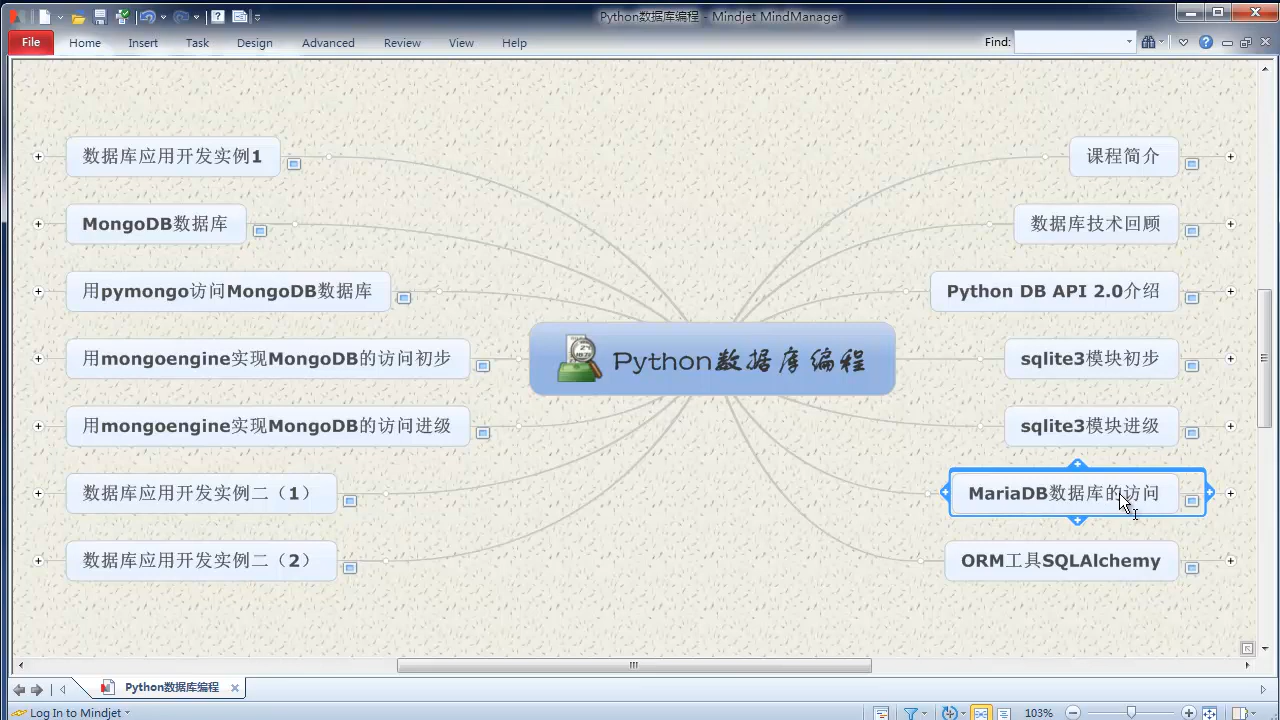 Python数据库编程 - Mindjet MindManager
File Home Insert Task Design Advanced Review View Help Find:
数据库应用开发实例1
MongoDB数据库
用pymongo访问MongoDB数据库
用mongoengine实现MongoDB的访问初步
用mongoengine实现MongoDB的访问进级
数据库应用开发实例二（1）
数据库应用开发实例二（2）
Python数据库编程
课程简介
数据库技术回顾
Python DB API 2.0介绍
sqlite3模块初步
sqlite3模块进级
MariaDB数据库的访问
ORM工具SQLAlchemy
Python数据库编程
Log In to Mindjet 103%